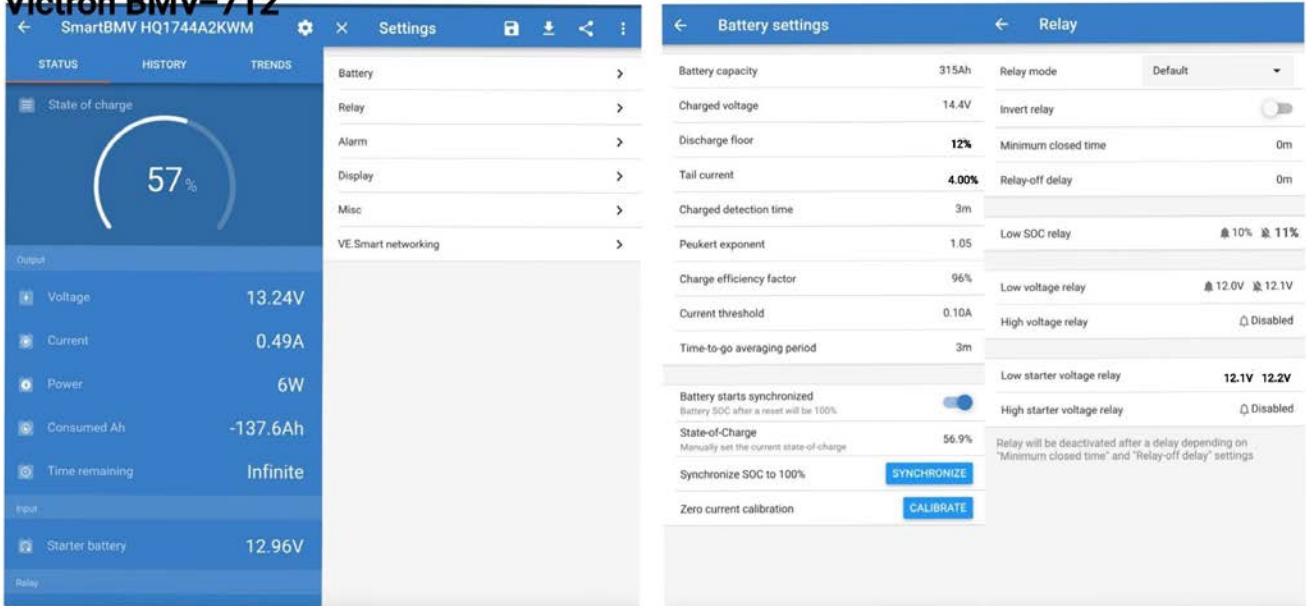 Victron BMV-712
SmartBMV HQ1744A2KWM
STATUS HISTORY TRENDS
State of charge
57%
Output
Voltage 13.24V
Current 0.49A
Power 6W
Consumed Ah -137.6Ah
Time remaining Infinite
Input
Starter battery 12.96V
Relay
Settings
Battery
Relay
Alarm
Display
Misc
VE.Smart networking
Battery settings
Battery capacity 315Ah
Charged voltage 14.4V
Discharge floor 12%
Tail current 4.00%
Charged detection time 3m
Peukert exponent 1.05
Charge efficiency factor 96%
Current threshold 0.10A
Time-to-go averaging period 3m
Battery starts synchronized
Battery SOC after a reset will be 100%
State-of-Charge 56.9%
Manually set the current state-of-charge
Synchronize SOC to 100% SYNCHRONIZE
Zero current calibration CALIBRATE
Relay
Relay mode Default
Invert relay
Minimum closed time 0m
Relay-off delay 0m
Low SOC relay 10% 11%
Low voltage relay 12.0V 12.1V
High voltage relay Disabled
Low starter voltage relay 12.1V 12.2V
High starter voltage relay Disabled
Relay will be deactivated after a delay depending on
"Minimum closed time" and "Relay-off delay" settings